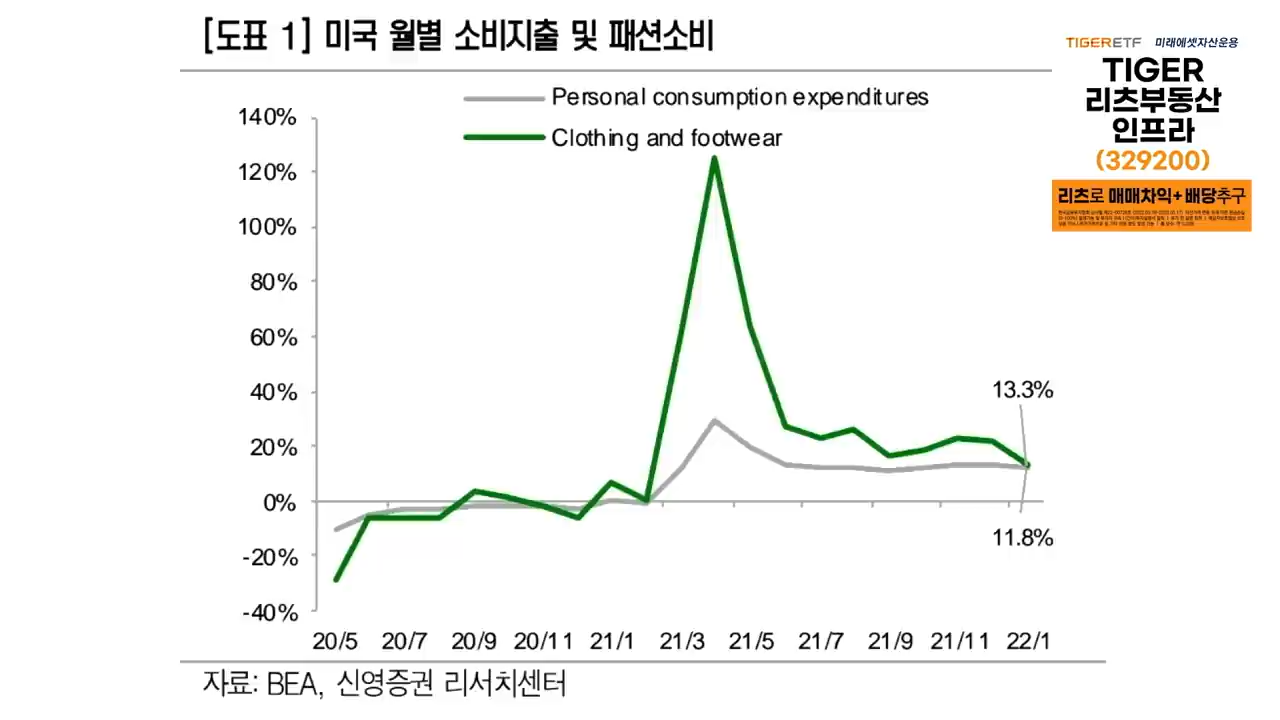 [도표 1] 미국 월별 소비지출 및 패션소비
TIGER ETF 미래에셋자산운용
TIGER
리츠부동산
인프라
(329200)
리츠로 매매차익+배당추구
Personal consumption expenditures
Clothing and footwear
140%
120%
100%
80%
60%
40%
20%
0%
-20%
-40%
13.3%
11.8%
20/5 20/7 20/9 20/11 21/1 21/3 21/5 21/7 21/9 21/11 22/1
자료: BEA, 신영증권 리서치센터